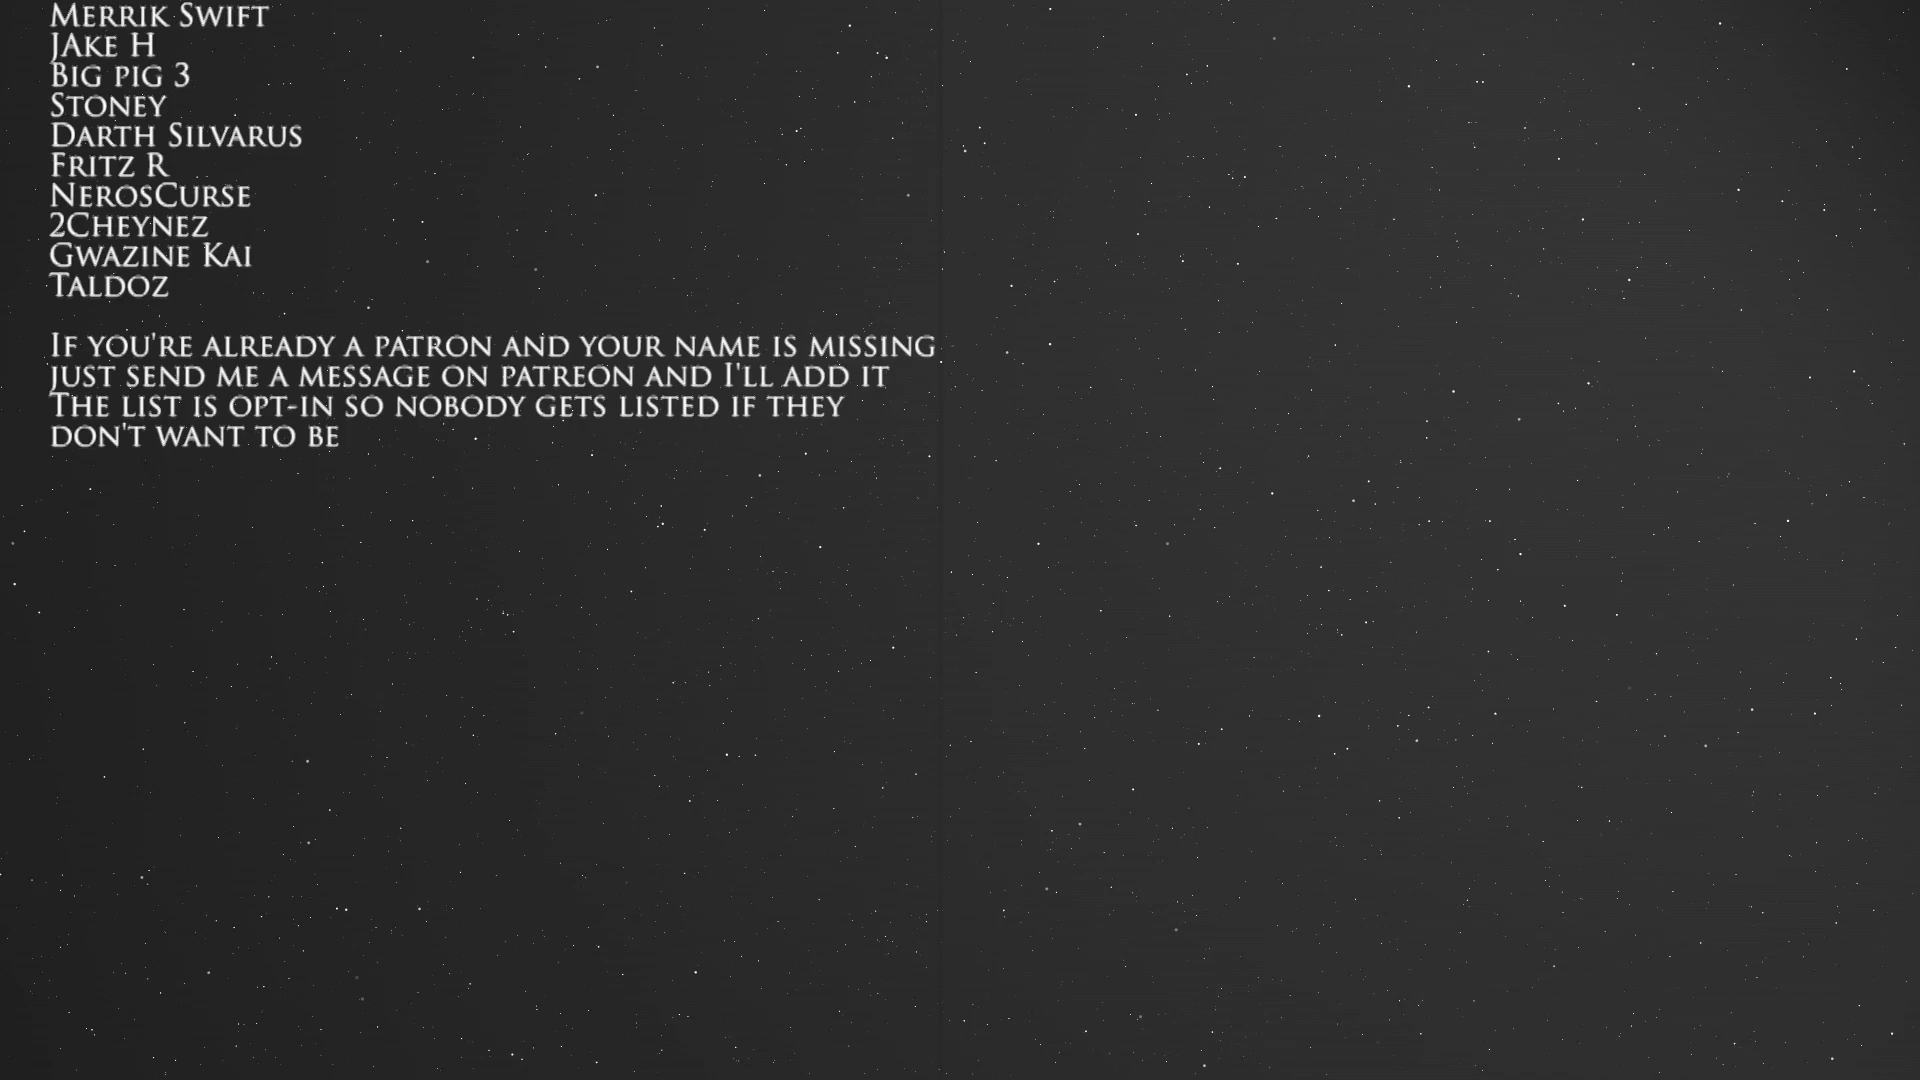 Merrik Swift
JAke H
Big pig 3
Stoney
Darth Silvarus
Fritz R
NerosCurse
2Cheynez
Gwazine Kai
Taldoz
If you're already a patron and your name is missing
just send me a message on patreon and I'll add it
The list is opt-in so nobody gets listed if they
don't want to be